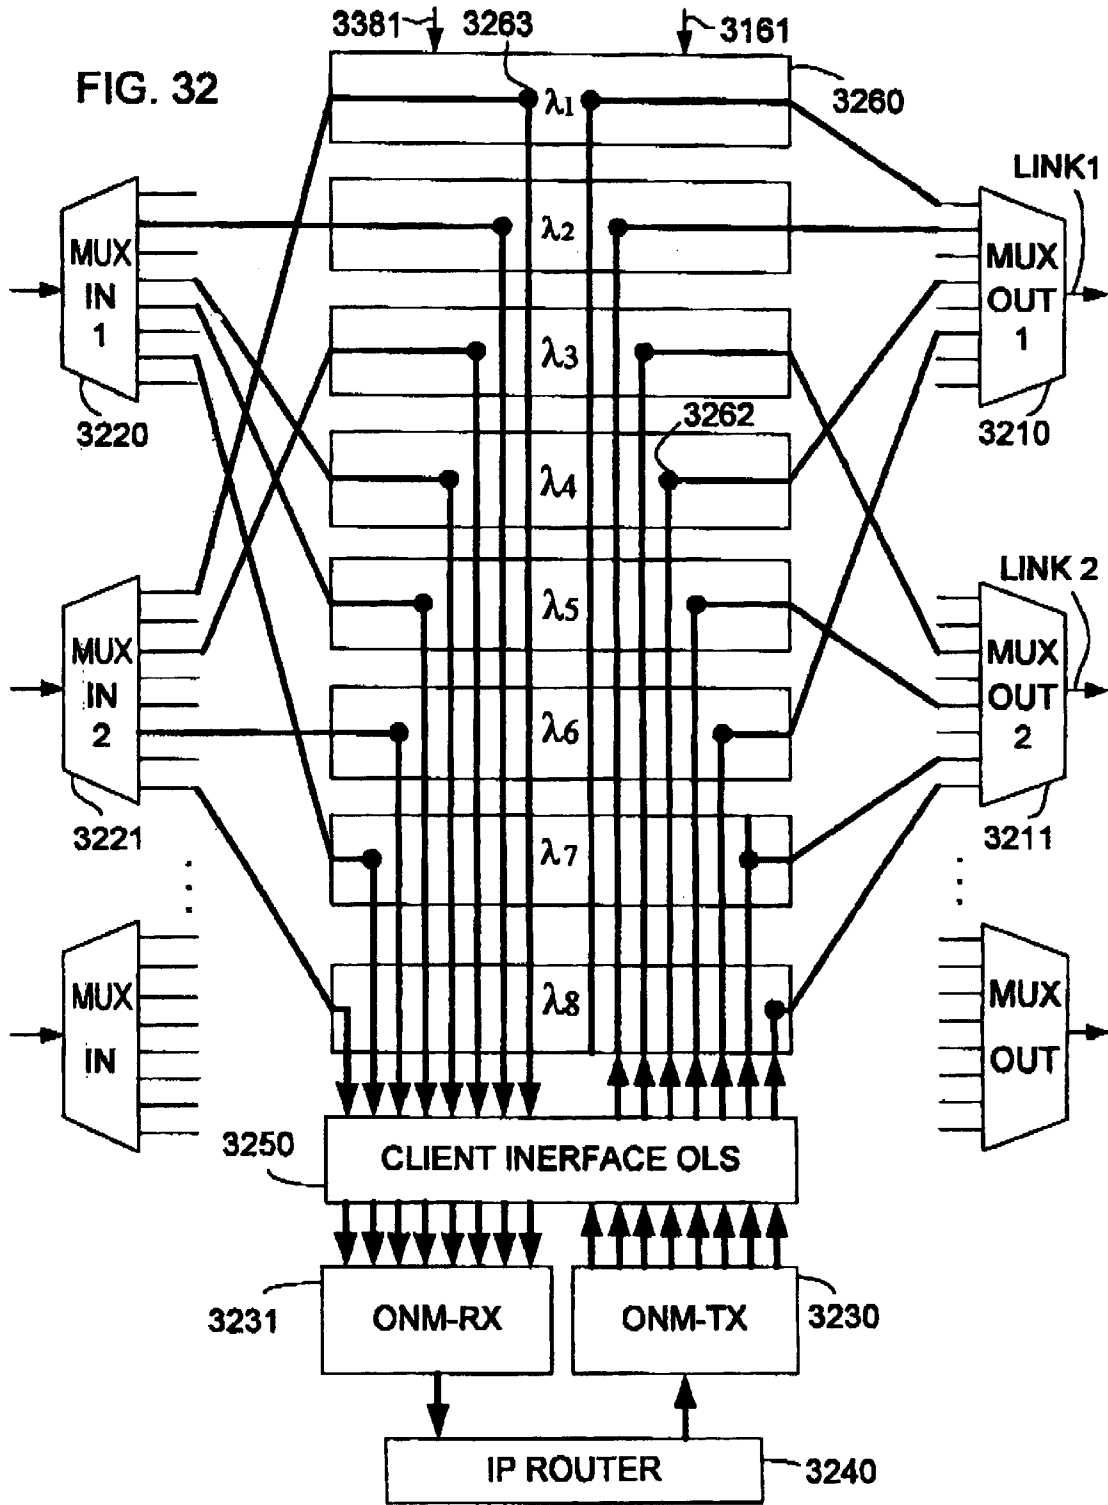 3381
3263
3161
FIG. 32
λ1
3260
LINK1
MUX
IN
1
λ2
MUX
OUT
1
λ3
3220
3262
3210
λ4
λ5
LINK 2
MUX
IN
2
MUX
OUT
2
λ6
3221
λ7
3211
MUX
IN
λ8
MUX
OUT
3250
CLIENT INERFACE OLS
3231
ONM-RX
ONM-TX
3230
IP ROUTER
3240